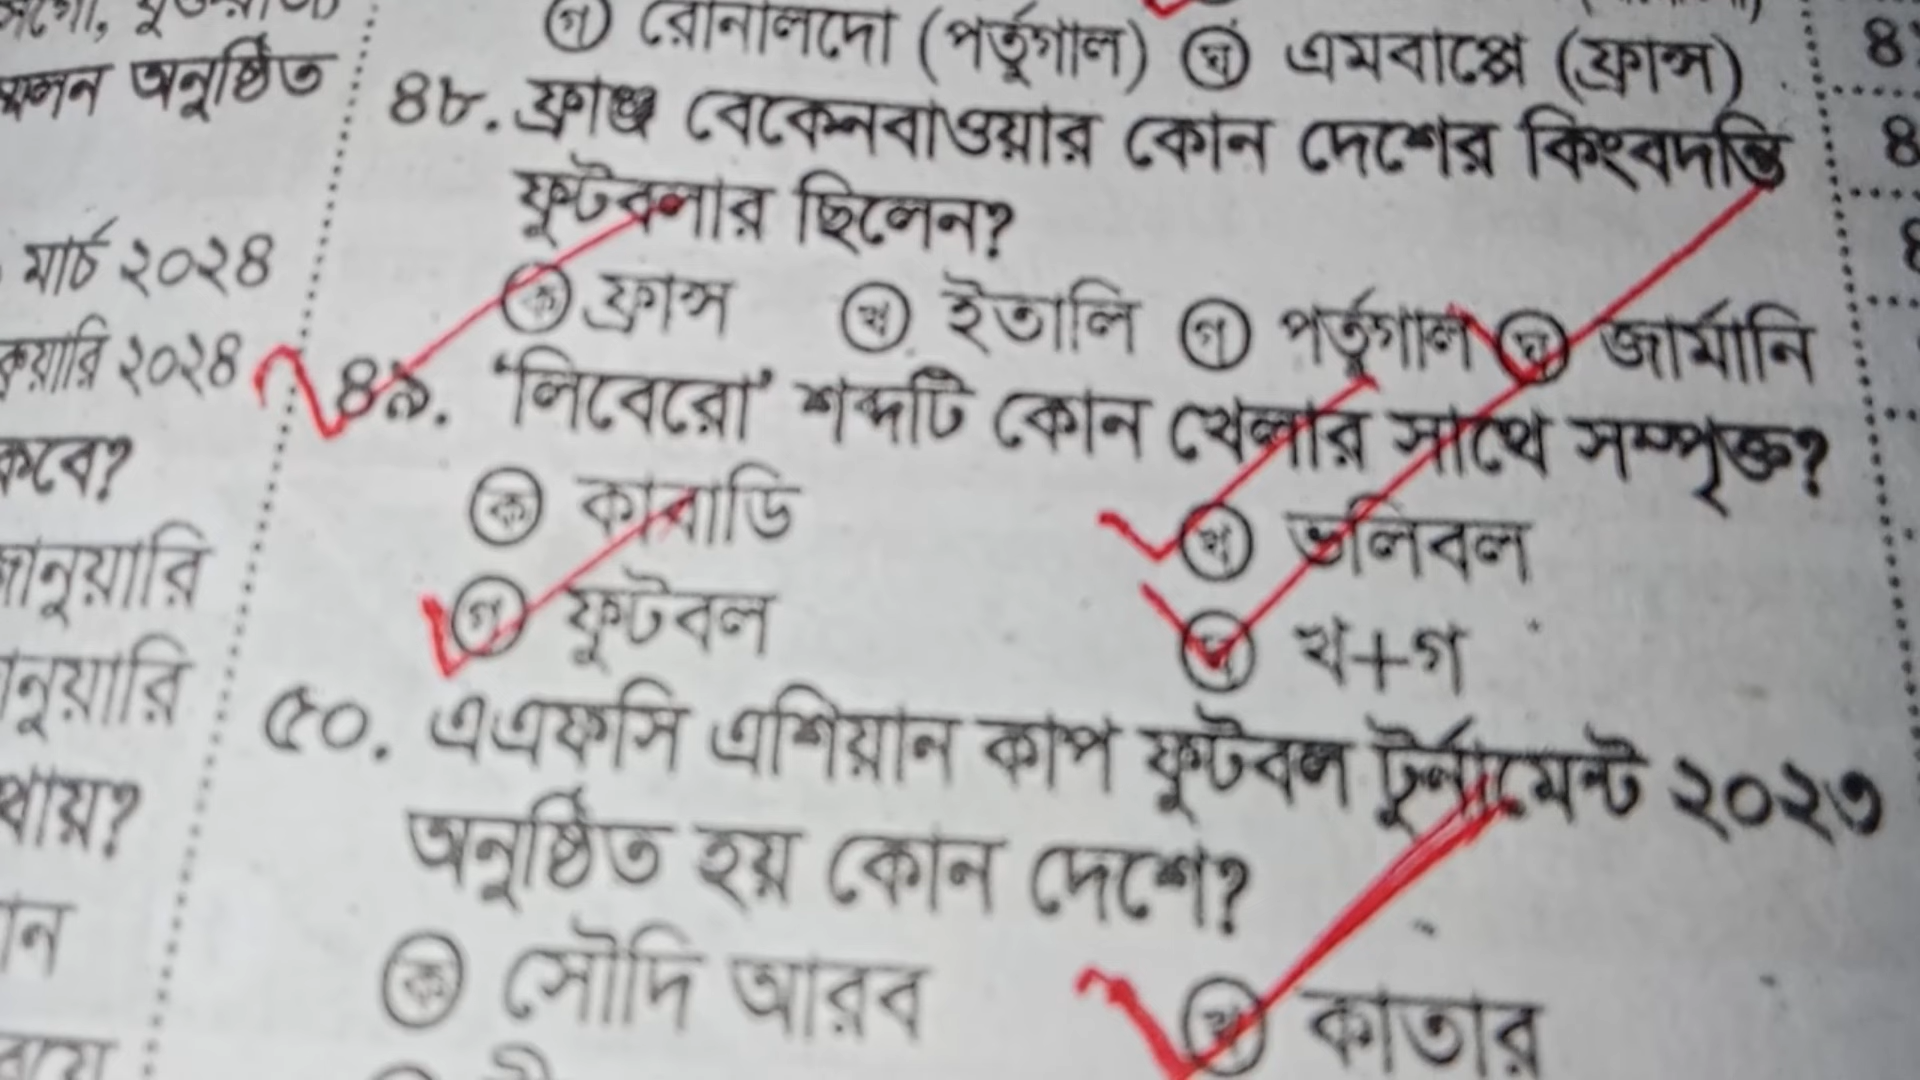 অনুষ্ঠিত
মার্চ ২০২৪
২০২৪
গ রোনালদো (পর্তুগাল) ঘ এমবাপ্পে (ফ্রান্স)
৪৮. ফ্রাঞ্জ বেকেনবাওয়ার কোন দেশের কিংবদন্তি
ফুটবলার ছিলেন?
ক ফ্রান্স খ ইতালি গ পর্তুগাল ঘ জার্মানি
৪৯. ‘লিবেরো’ শব্দটি কোন খেলার সাথে সম্পৃক্ত?
ক কাবাডি খ ভলিবল
গ ফুটবল ঘ খ+গ
৫০. এএফসি এশিয়ান কাপ ফুটবল টুর্নামেন্ট ২০২৩
অনুষ্ঠিত হয় কোন দেশে?
ক সৌদি আরব খ কাতার